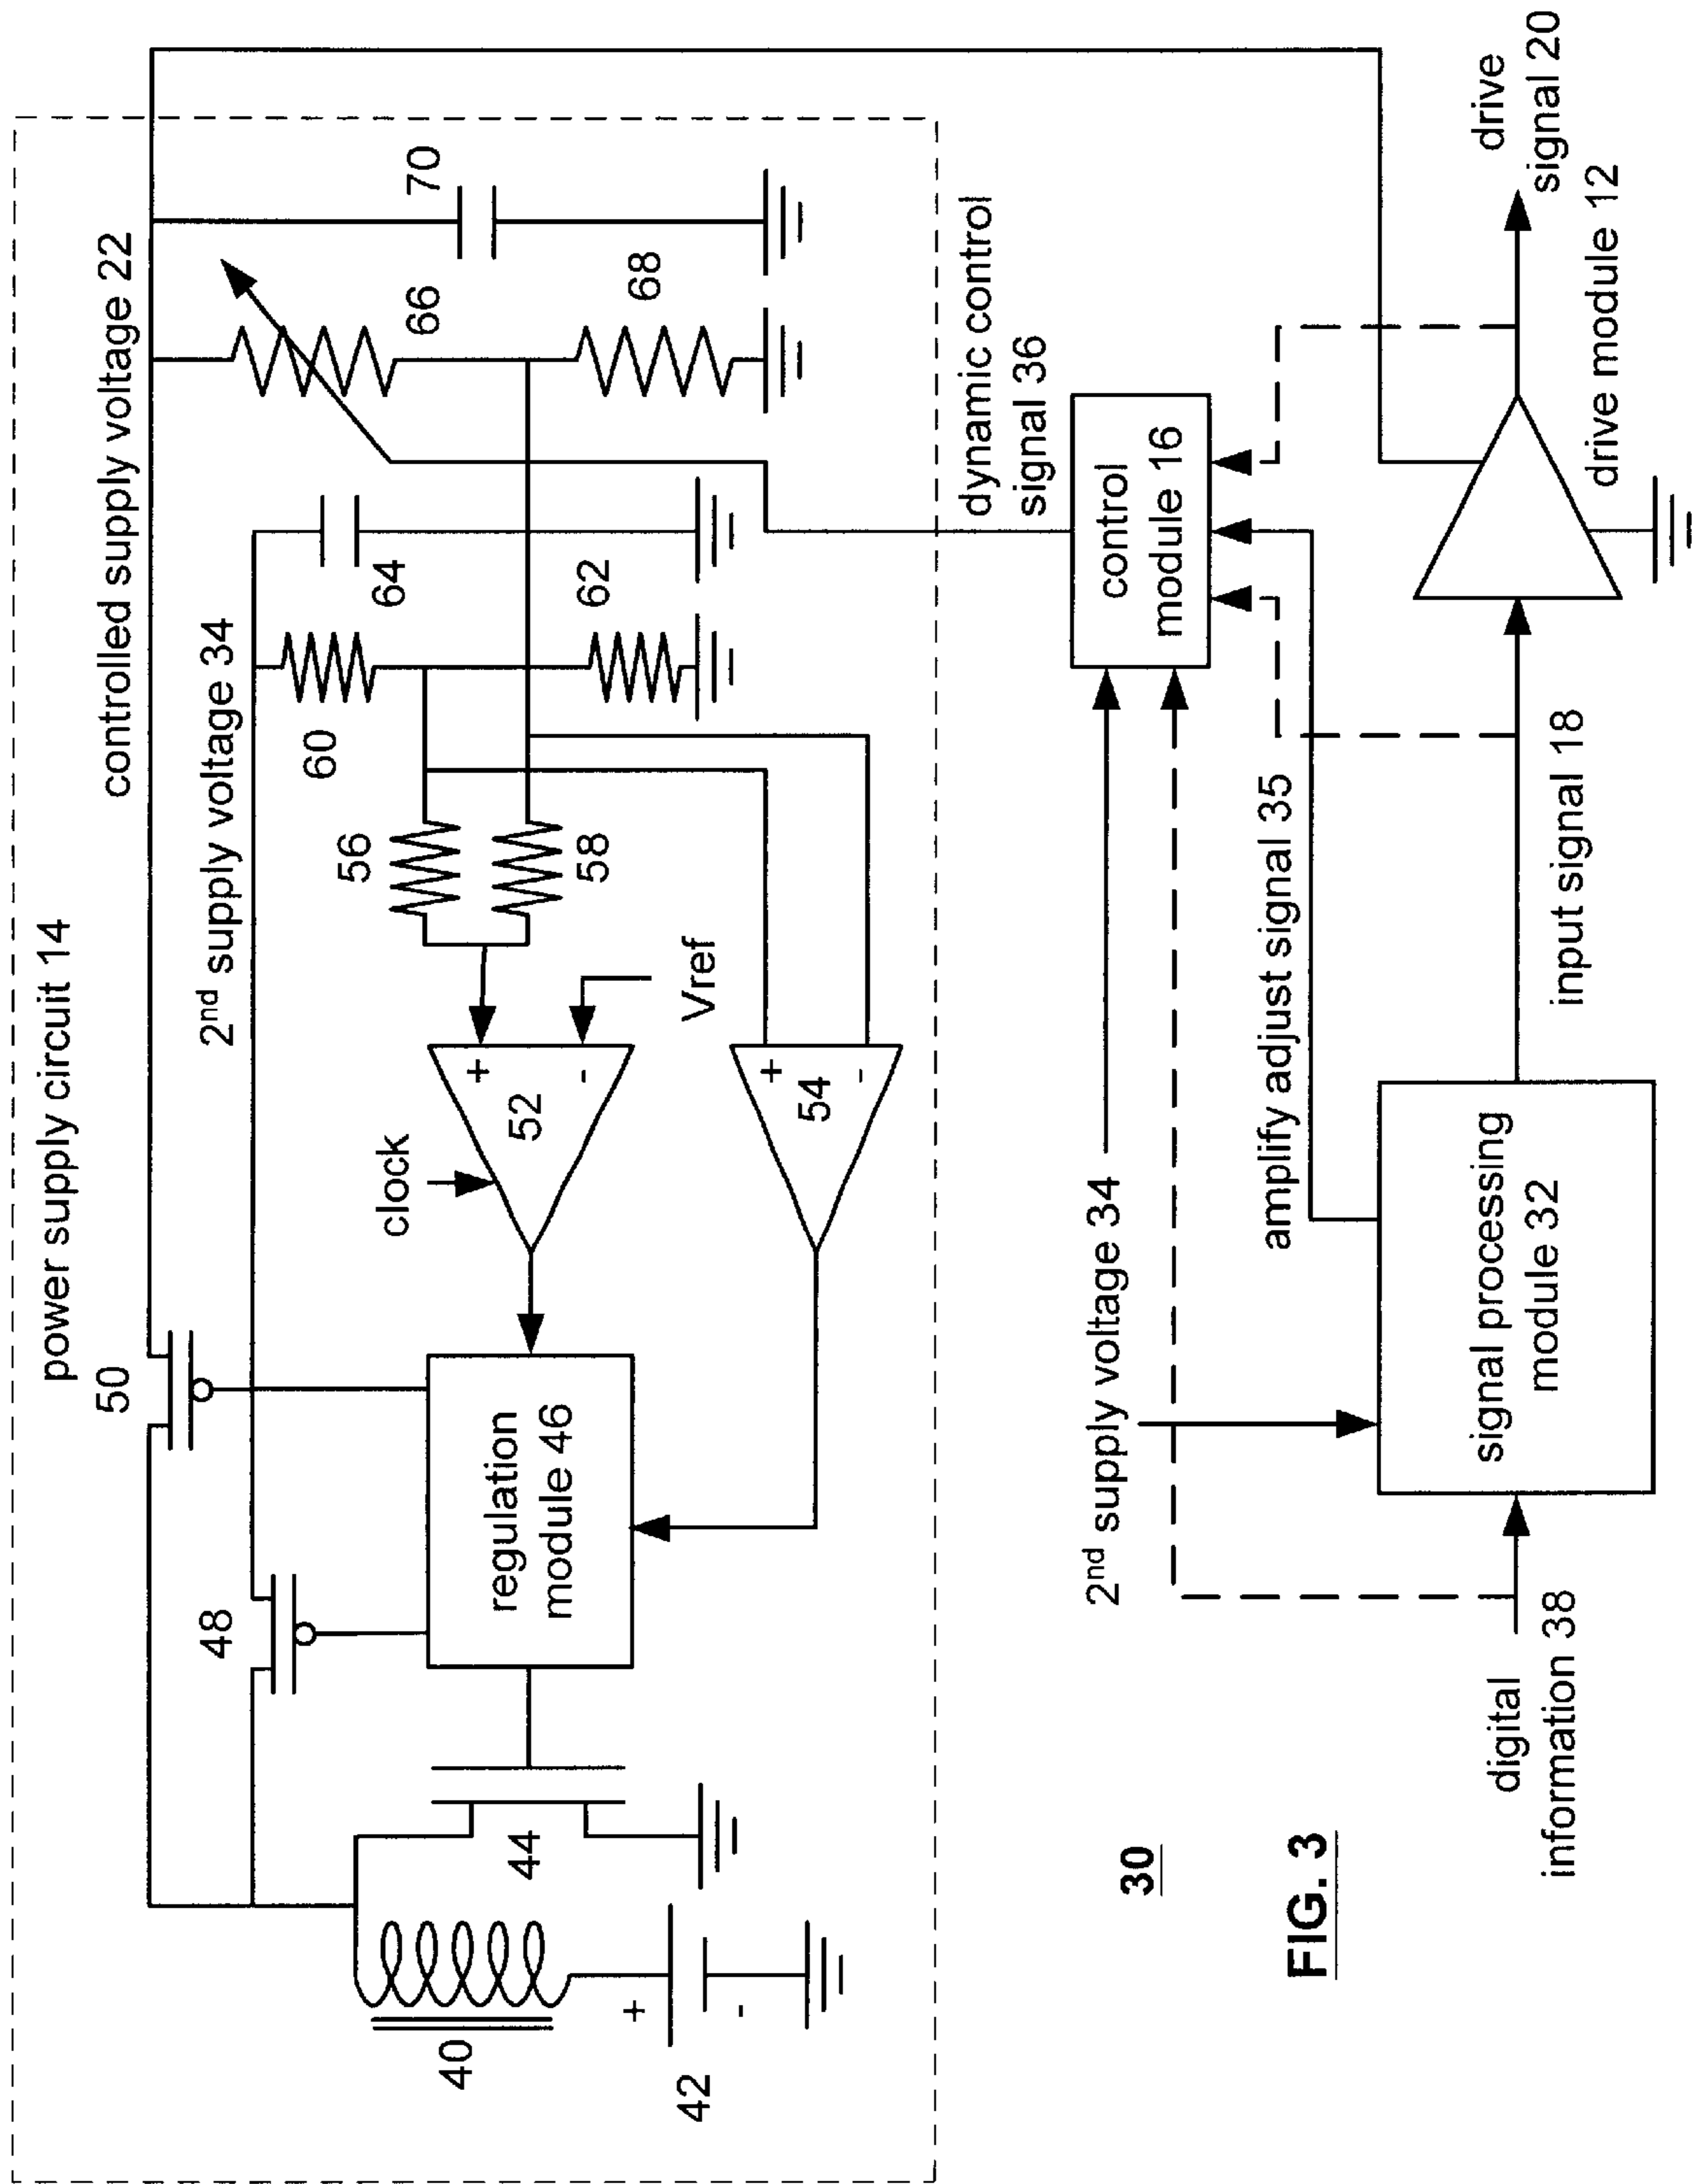 power supply circuit 14
controlled supply voltage 22
2nd supply voltage 34
50
48
60
64
66
70
56
58
62
68
clock
+
52
-
Vref
+
54
-
regulation
module 46
44
40
+
-
42
dynamic control
signal 36
control
module 16
2nd supply voltage 34
amplify adjust signal 35
signal processing
module 32
digital
information 38
input signal 18
drive
signal 20
drive module 12
30
FIG. 3